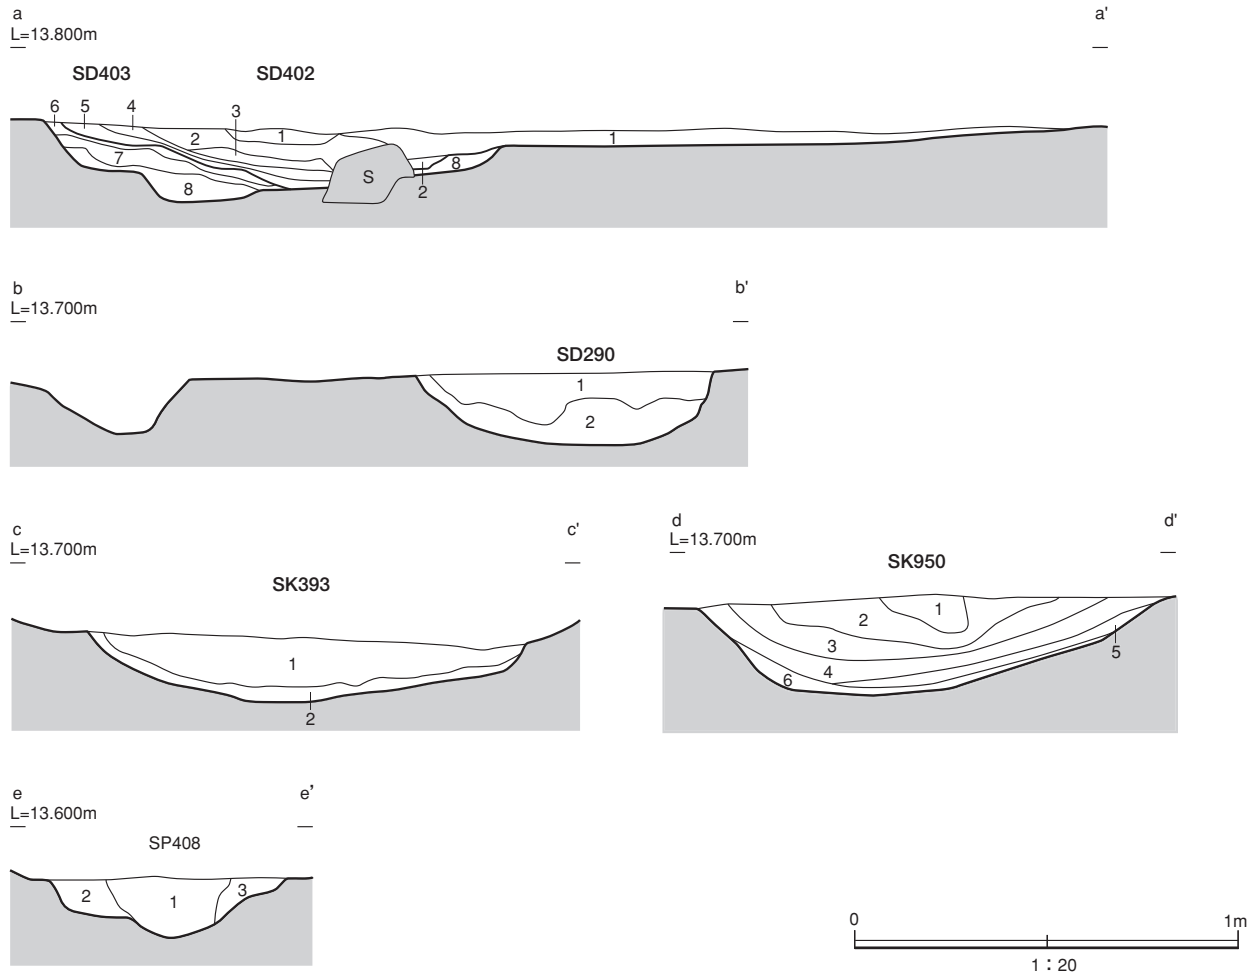 a a'
L=13.800m
SD403 SD402
6 5 4 3
2 1 1
7 8
S
8 2
b b'
L=13.700m
SD290
1
2
c c'
L=13.700m
SK393
1
2
d d'
L=13.700m
SK950
1
2
3
4 5
6
e e’
L=13.600m
SP408
2 1 3
0 1m
1：20